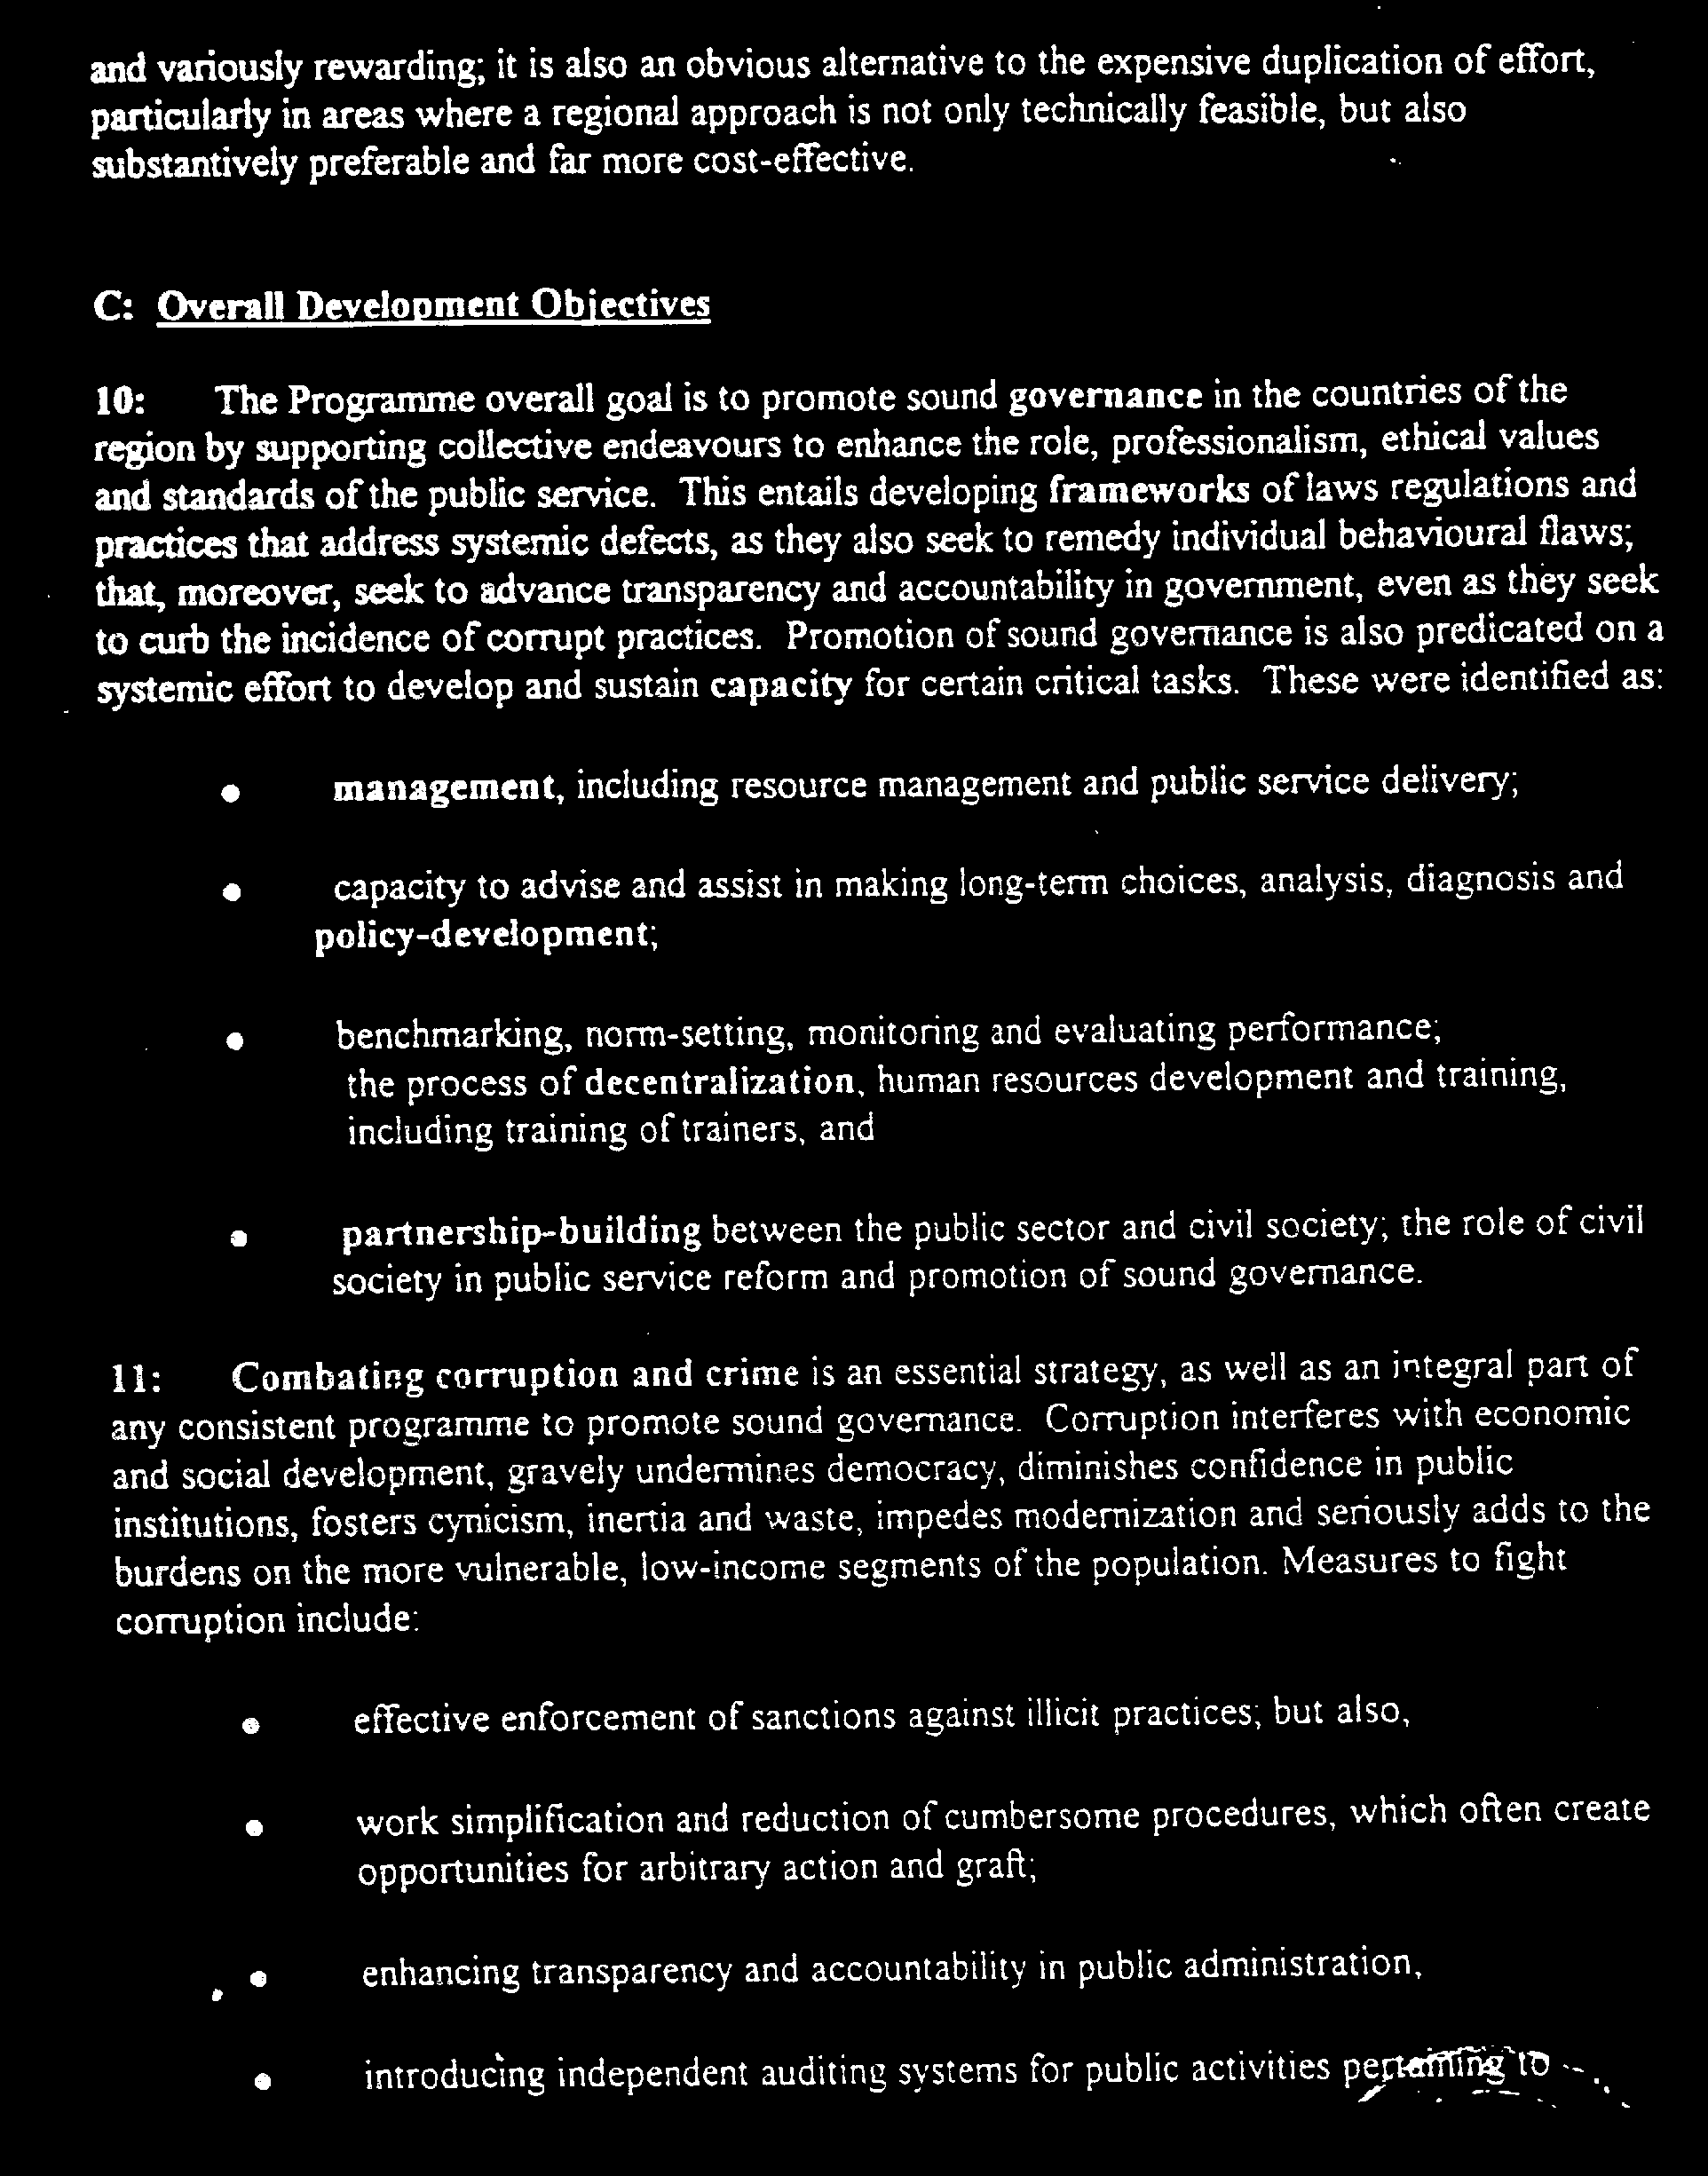 and variously rewarding; it is also an obvious alternative to the expensive duplication of effort,
particularly in areas where a regional approach is not only technically feasible, but also
substantively preferable and far more cost-effective.
C: Overall Development Objectives
10: The Programme overall goal is to promote sound governance in the countries of the
region by supporting collective endeavours to enhance the role, professionalism, ethical values
and standards of the public service. This entails developing frameworks of laws regulations and
practices that address systemic defects, as they also seek to remedy individual behavioural flaws;
that, moreover, seek to advance transparency and accountability in government, even as they seek
to curb the incidence of corrupt practices. Promotion of sound governance is also predicated on a
systemic effort to develop and sustain capacity for certain critical tasks. These were identified as:
• management, including resource management and public service delivery;
• capacity to advise and assist in making long-term choices, analysis, diagnosis and
policy-development;
• benchmarking, norm-setting, monitoring and evaluating performance;
the process of decentralization, human resources development and training,
including training of trainers, and
• partnership-building between the public sector and civil society; the role of civil
society in public service reform and promotion of sound governance.
11: Combating corruption and crime is an essential strategy, as well as an integral part of
any consistent programme to promote sound governance. Corruption interferes with economic
and social development, gravely undermines democracy, diminishes confidence in public
institutions, fosters cynicism, inertia and waste, impedes modernization and seriously adds to the
burdens on the more vulnerable, low-income segments of the population. Measures to fight
corruption include:
• effective enforcement of sanctions against illicit practices; but also,
• work simplification and reduction of cumbersome procedures, which often create
opportunities for arbitrary action and graft;
• enhancing transparency and accountability in public administration,
• introducing independent auditing systems for public activities pertaining to